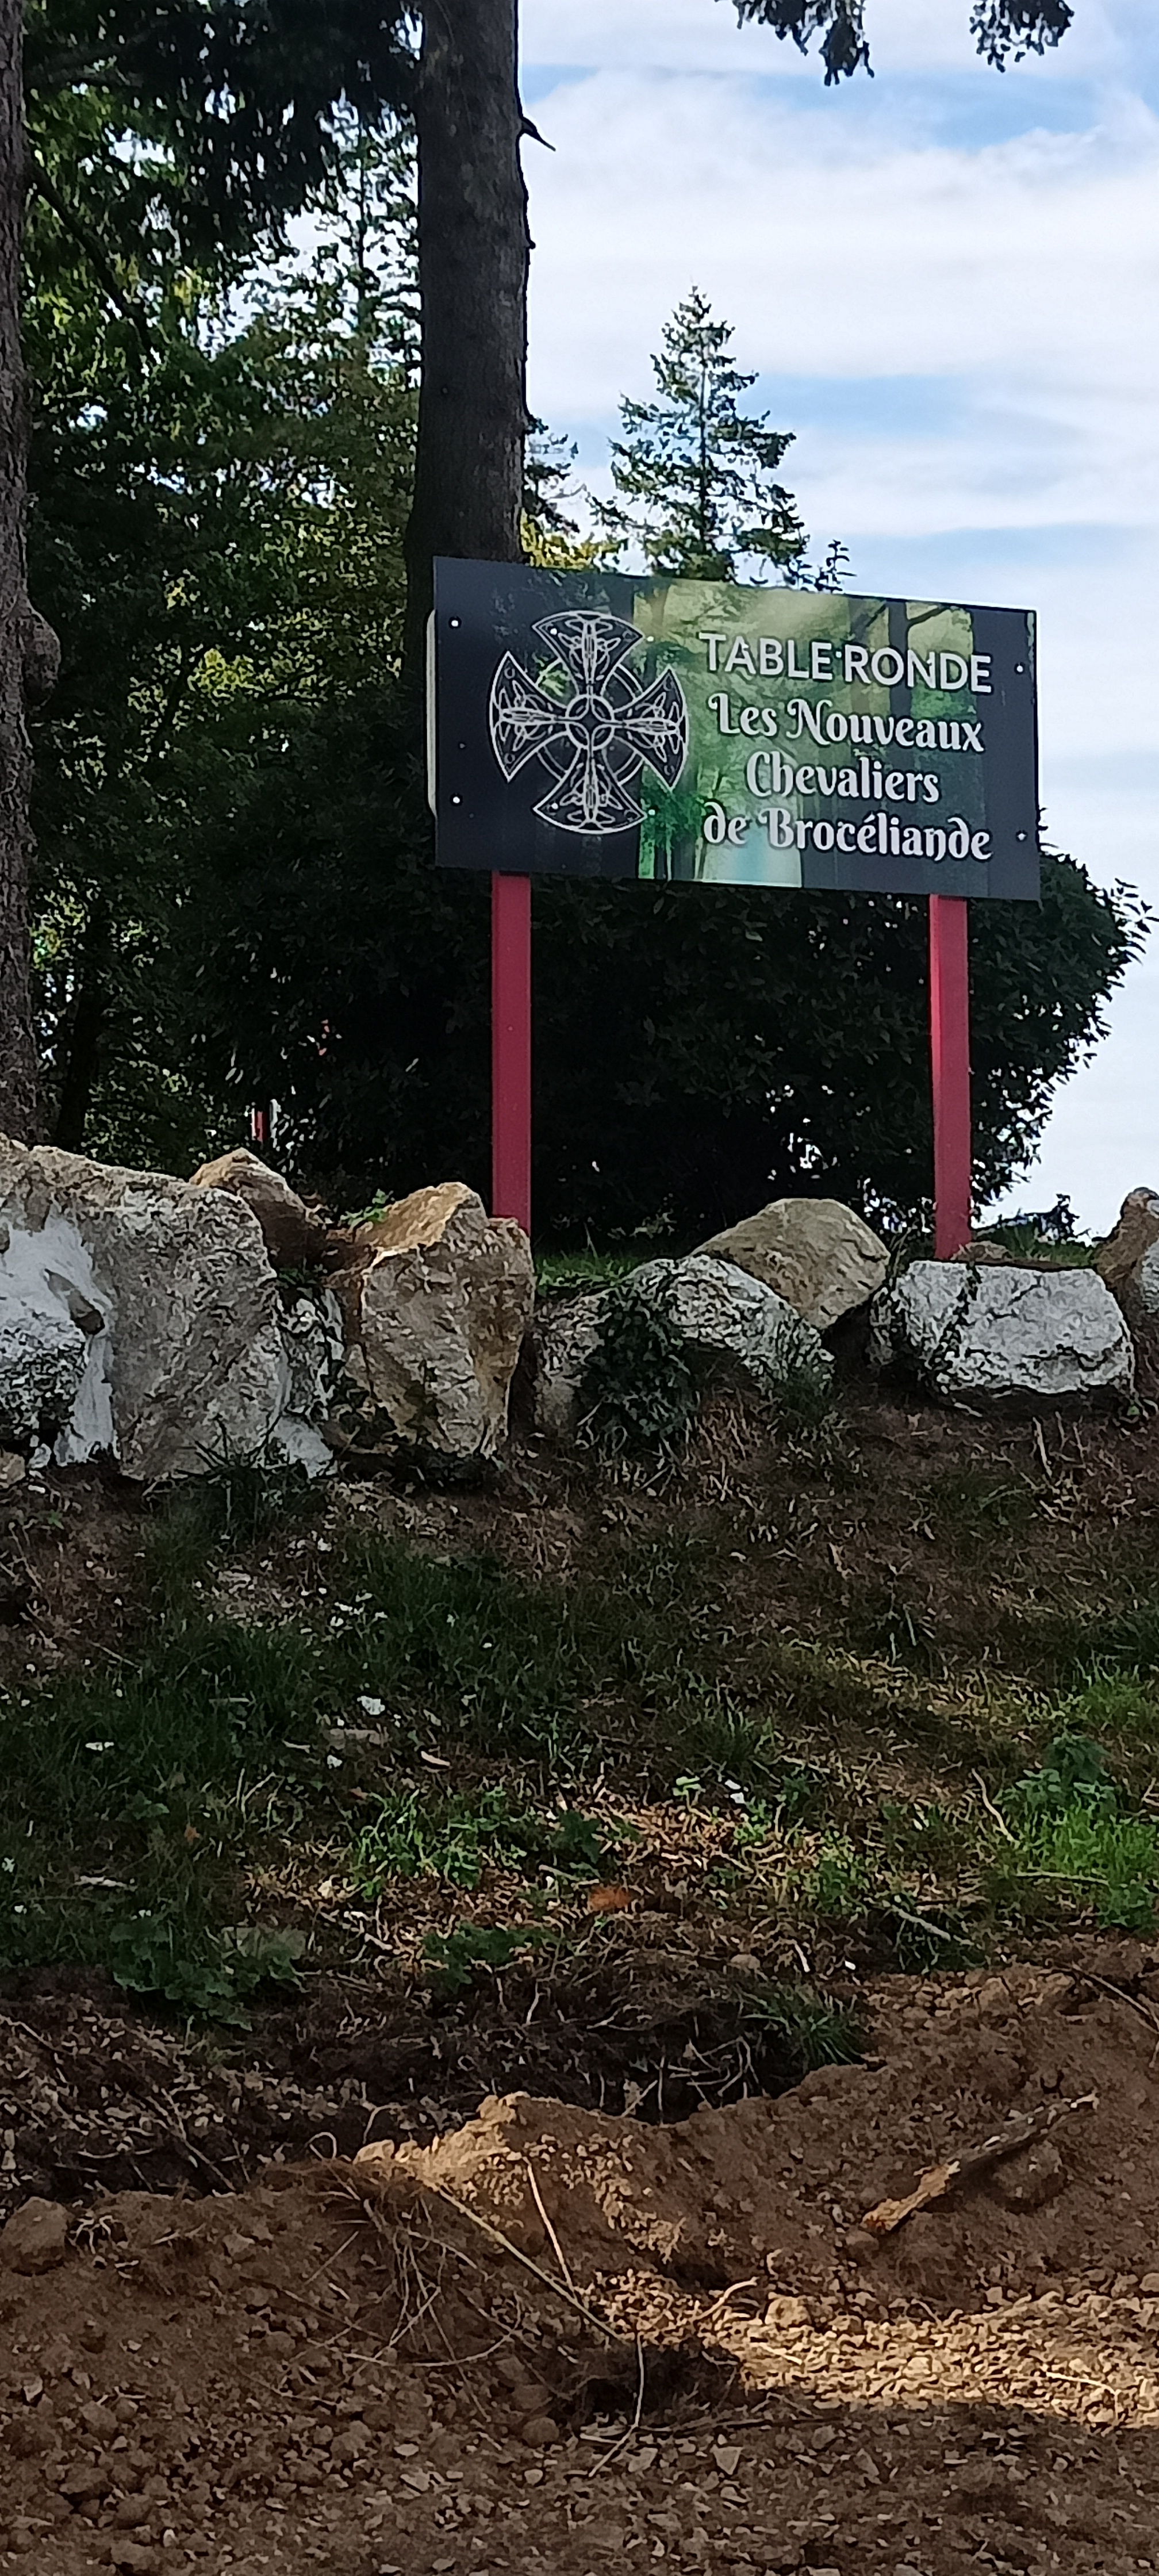 TABLE RONDE
Les Nouveaux
Chevaliers
de Brocéliande